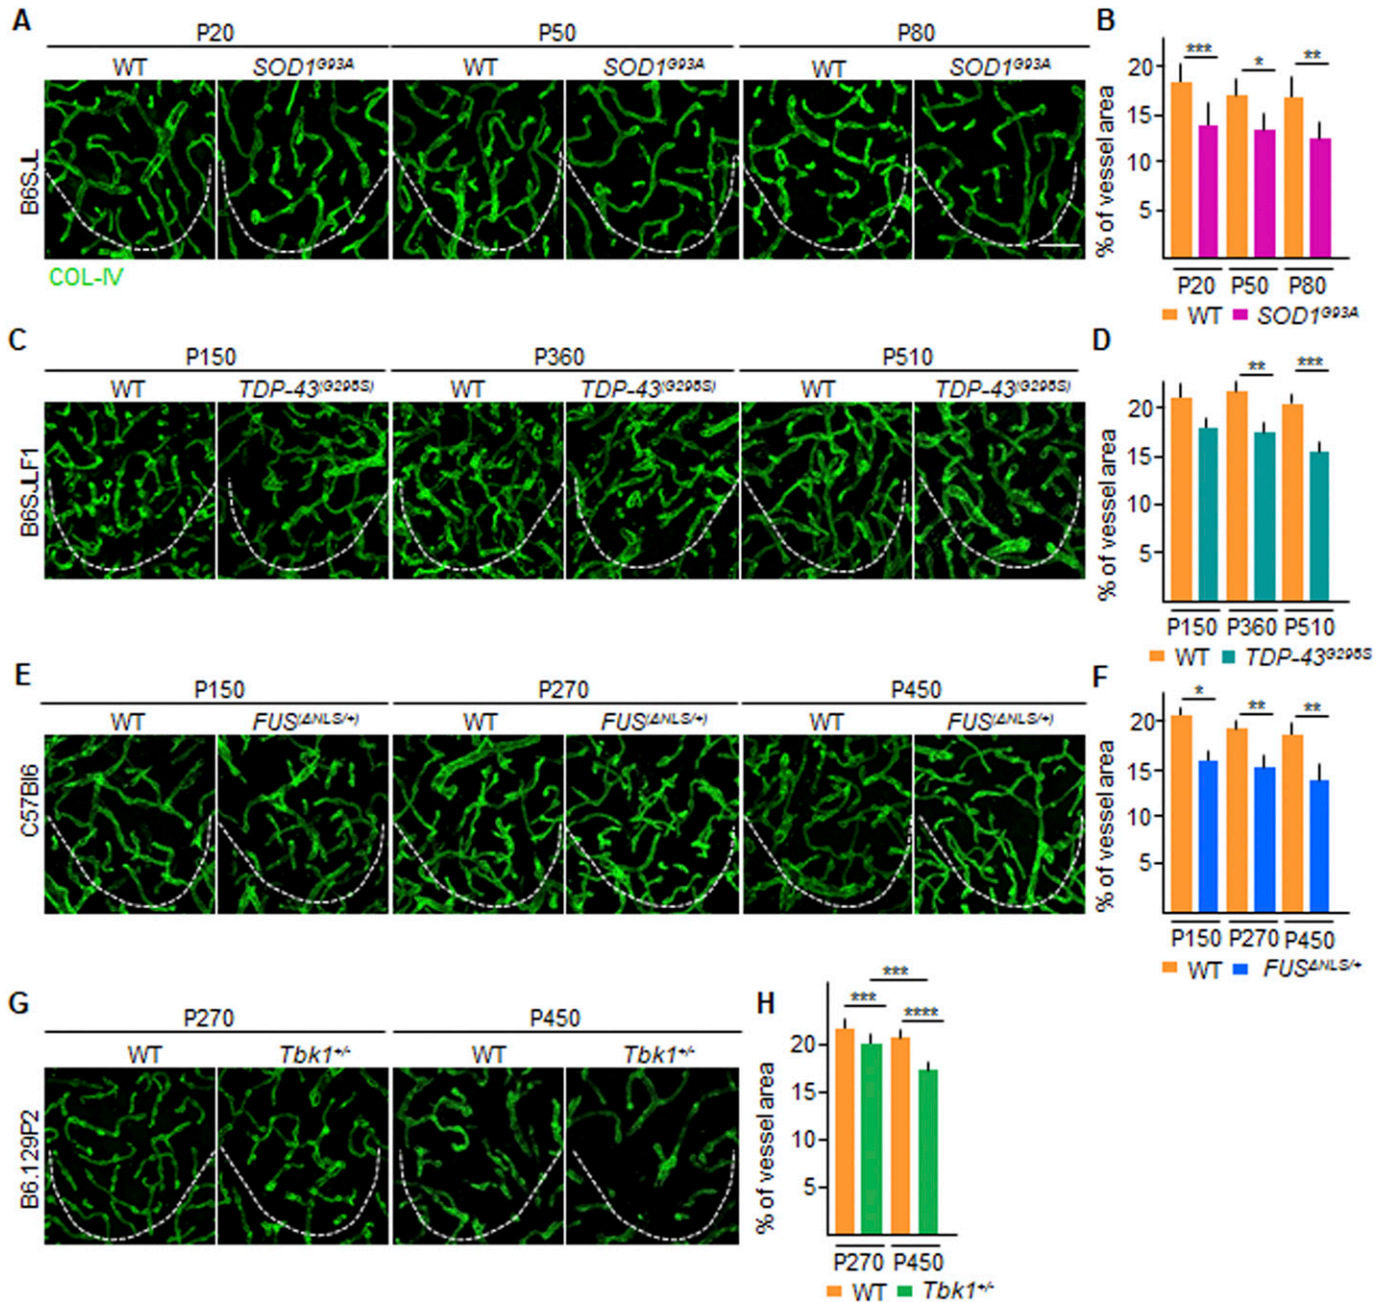 A
P20
P50
P80
WT
SOD1ᴳ⁹³ᴬ
WT
SOD1ᴳ⁹³ᴬ
WT
SOD1ᴳ⁹³ᴬ
B6SJL
COL-IV
B
% of vessel area
20
15
10
5
***
*
**
P20 P50 P80
WT SOD1ᴳ⁹³ᴬ
C
P150
P360
P510
WT
TDP-43⁽ᴳ²⁹⁸ˢ⁾
WT
TDP-43⁽ᴳ²⁹⁸ˢ⁾
WT
TDP-43⁽ᴳ²⁹⁸ˢ⁾
B6SJLF1
D
% of vessel area
20
15
10
5
**
***
P150 P360 P510
WT TDP-43ᴳ²⁹⁸ˢ
E
P150
P270
P450
WT
FUS(ΔNLS/+)
WT
FUS(ΔNLS/+)
WT
FUS(ΔNLS/+)
C57Bl6
F
% of vessel area
20
15
10
5
*
**
**
P150 P270 P450
WT FUSΔNLS/+
G
P270
P450
WT
Tbk1+/-
WT
Tbk1+/-
B6.129P2
H
% of vessel area
20
15
10
5
***
***
****
P270 P450
WT Tbk1+/-